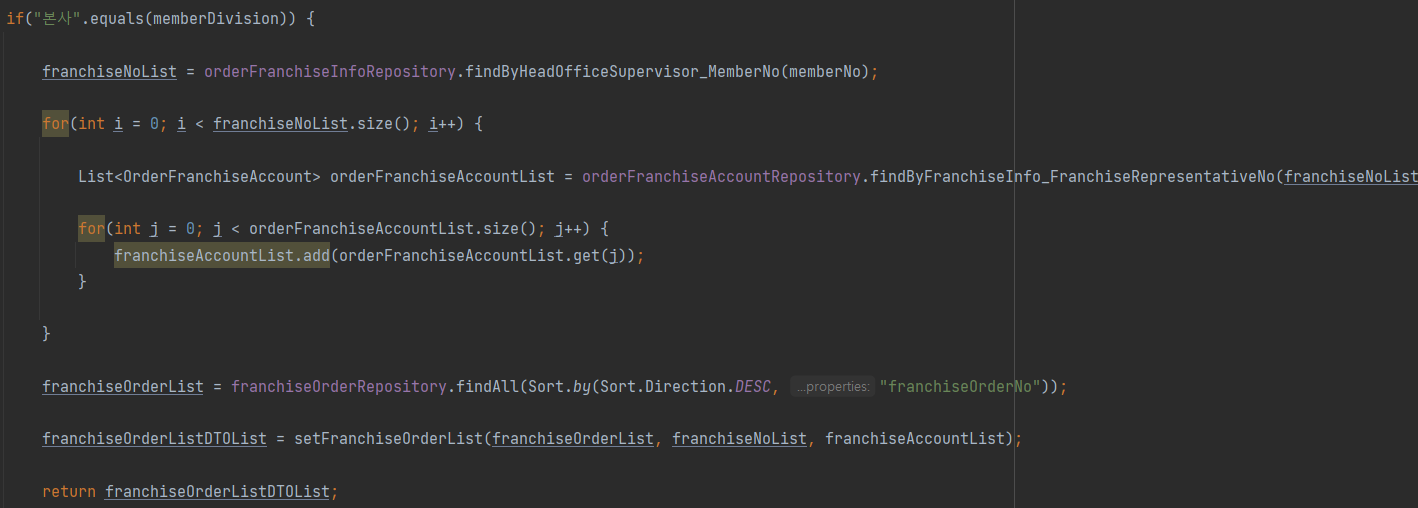 if("본사".equals(memberDivision)) {
franchiseNoList = orderFranchiseInfoRepository.findByHeadOfficeSupervisor_MemberNo(memberNo);
for(int i = 0; i < franchiseNoList.size(); i++) {
List<OrderFranchiseAccount> orderFranchiseAccountList = orderFranchiseAccountRepository.findByFranchiseInfo_FranchiseRepresentativeNo(franchiseNoList
for(int j = 0; j < orderFranchiseAccountList.size(); j++) {
franchiseAccountList.add(orderFranchiseAccountList.get(j));
}
}
franchiseOrderList = franchiseOrderRepository.findAll(Sort.by(Sort.Direction.DESC, ...properties: "franchiseOrderNo"));
franchiseOrderListDTOList = setFranchiseOrderList(franchiseOrderList, franchiseNoList, franchiseAccountList);
return franchiseOrderListDTOList;